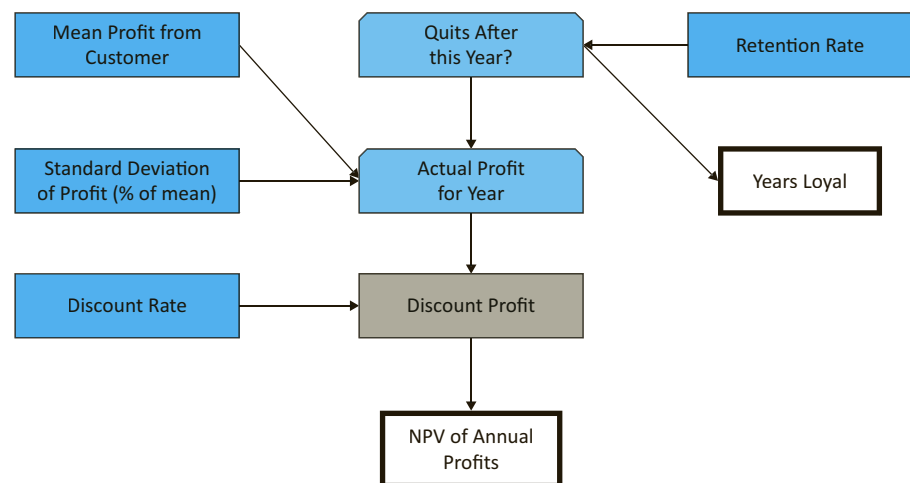 Mean Profit from
Customer
Quits After
this Year?
Retention Rate
Standard Deviation
of Profit (% of mean)
Actual Profit
for Year
Years Loyal
Discount Rate
Discount Profit
NPV of Annual
Profits